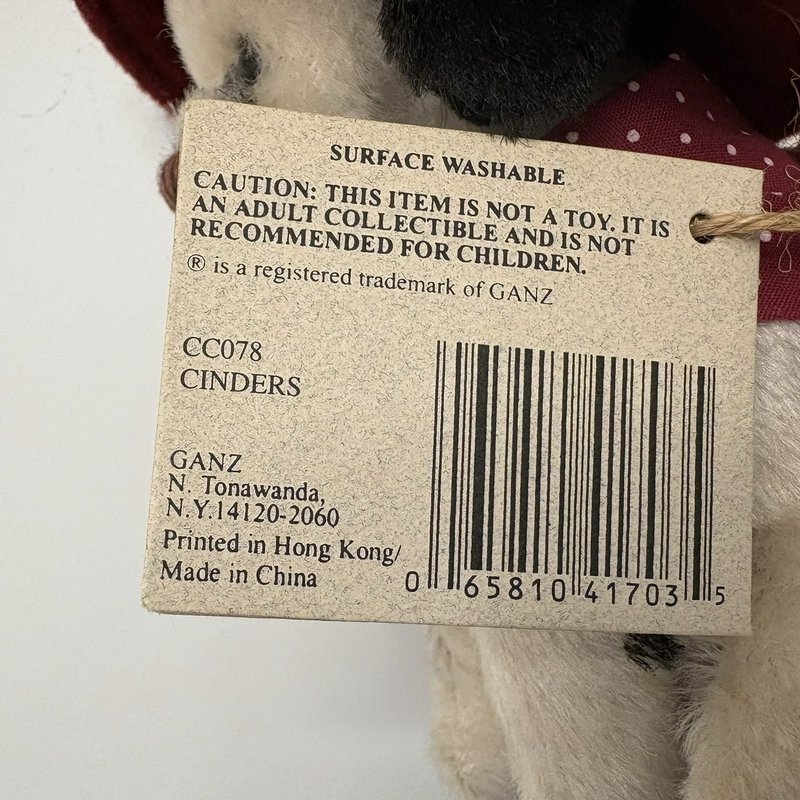 SURFACE WASHABLE
CAUTION: THIS ITEM IS NOT A TOY. IT IS
AN ADULT COLLECTIBLE AND IS NOT
RECOMMENDED FOR CHILDREN.
® is a registered trademark of GANZ
CC078
CINDERS
GANZ
N. Tonawanda,
N.Y.14120-2060
Printed in Hong Kong/
Made in China
0 65810 41703 5